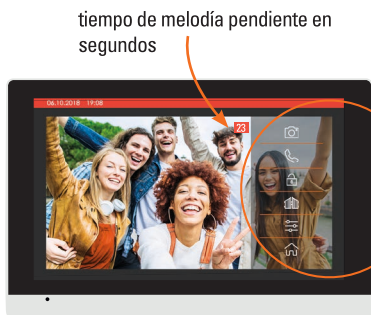 tiempo de melodía pendiente en
segundos
06.10.2018 19:08
23